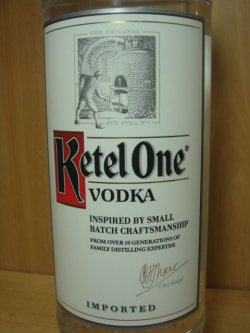 THE ORIGINAL
POT STILL Nº1
Ketel One®
VODKA
INSPIRED BY SMALL
BATCH CRAFTSMANSHIP
FROM OVER 10 GENERATIONS OF
FAMILY DISTILLING EXPERTISE
IMPORTED